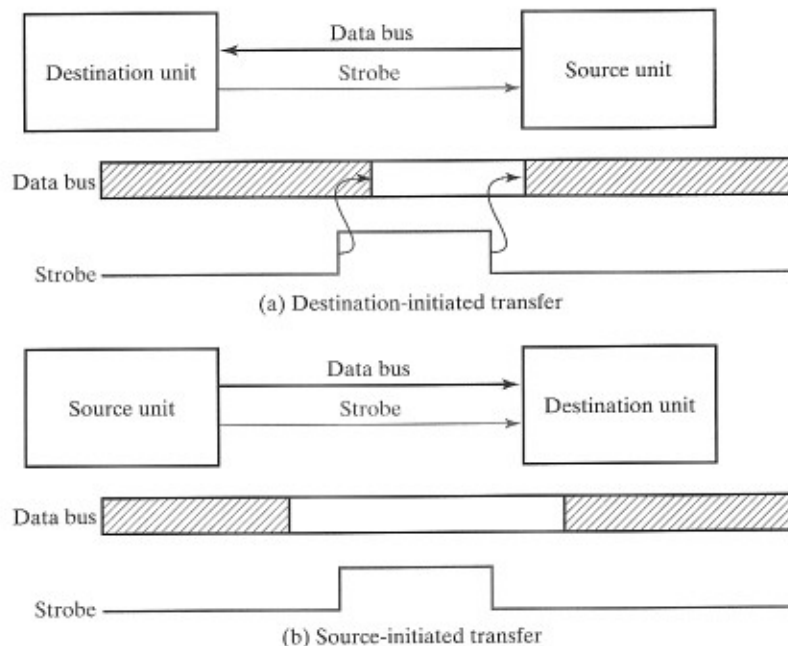 Data bus
Destination unit
Strobe
Source unit
Data bus
Strobe
(a) Destination-initiated transfer
Data bus
Source unit
Strobe
Destination unit
Data bus
Strobe
(b) Source-initiated transfer